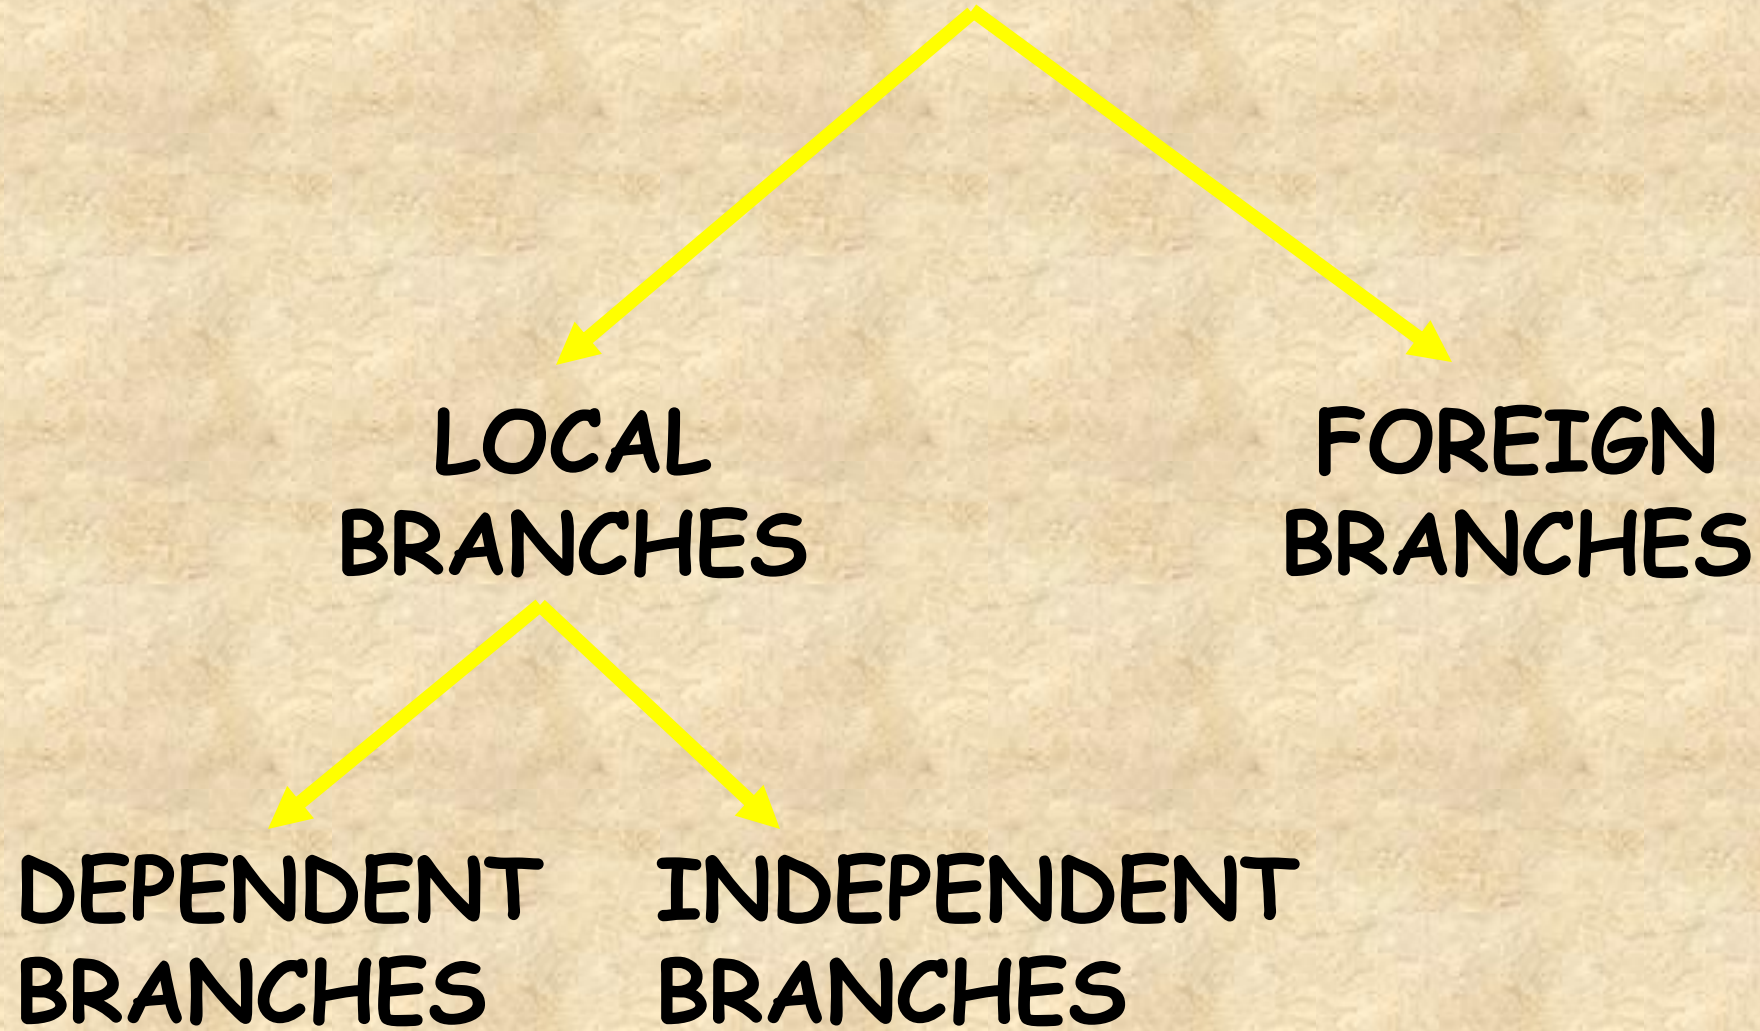 LOCAL
BRANCHES
FOREIGN
BRANCHES
DEPENDENT
BRANCHES
INDEPENDENT
BRANCHES